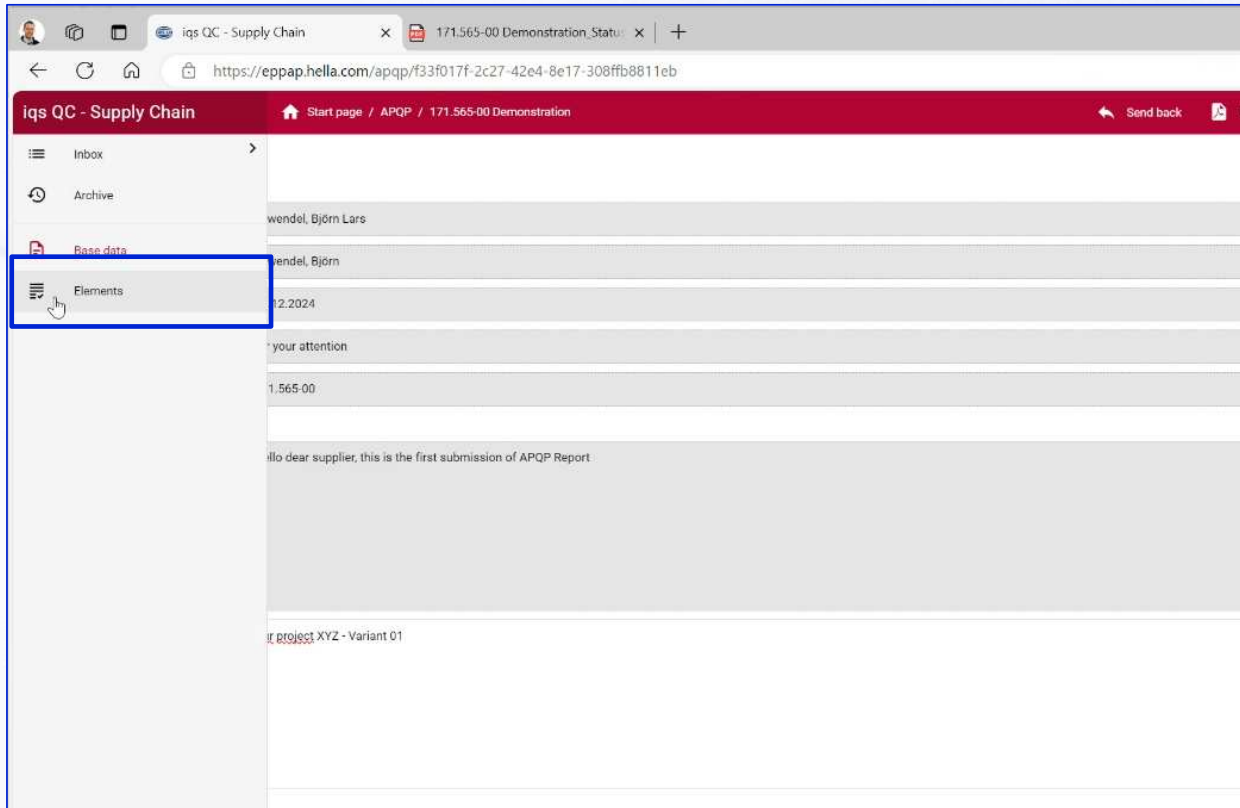 iqs QC - Supply Chain
171.565-00 Demonstration_Statu
https://eppap.hella.com/apqp/f33f017f-2c27-42e4-8e17-308ffb8811eb
iqs QC - Supply Chain
Start page / APQP / 171.565-00 Demonstration
Send back
Inbox
Archive
wendel, Björn Lars
Base data
wendel, Björn
Elements
12.2024
your attention
1.565-00
llo dear supplier, this is the first submission of APQP Report
ur project XYZ - Variant 01